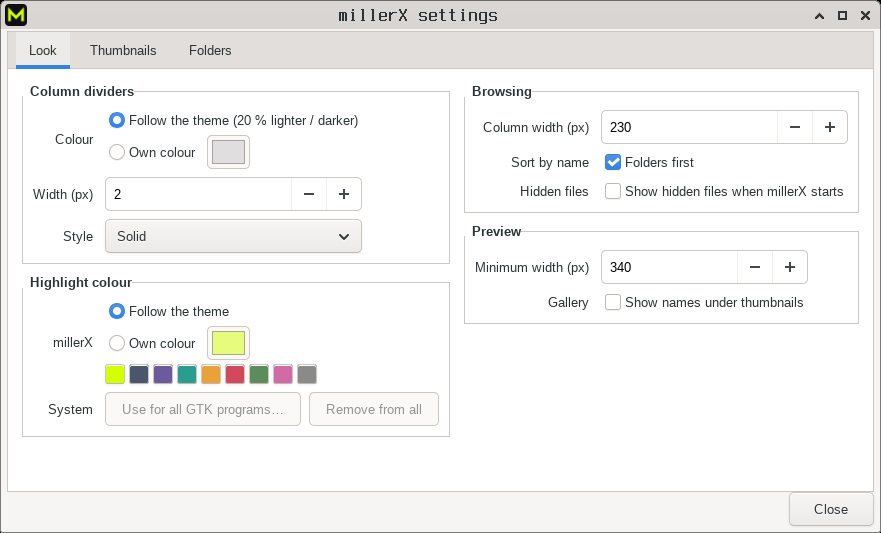 millerX settings
Look
Thumbnails
Folders
Column dividers
Colour
Follow the theme (20 % lighter / darker)
Own colour
Width (px)
2
Style
Solid
Highlight colour
millerX
Follow the theme
Own colour
System
Use for all GTK programs…
Remove from all
Browsing
Column width (px)
230
Sort by name
Folders first
Hidden files
Show hidden files when millerX starts
Preview
Minimum width (px)
340
Gallery
Show names under thumbnails
Close